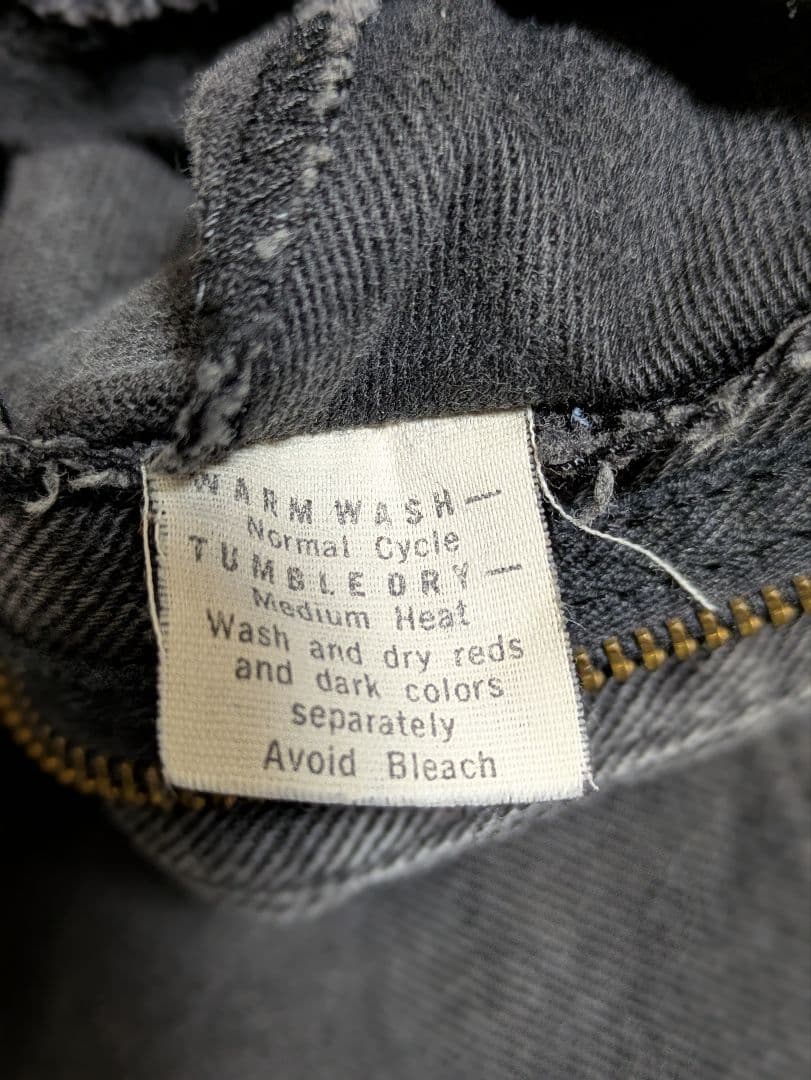 WARM WASH—
Normal Cycle
TUMBLE DRY—
Medium Heat
Wash and dry reds
and dark colors
separately
Avoid Bleach